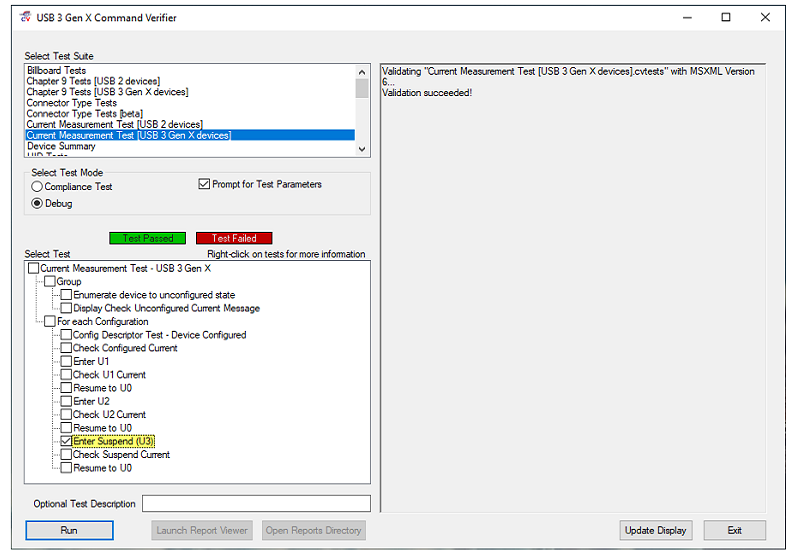 USB 3 Gen X Command Verifier
Select Test Suite
Billboard Tests
Chapter 9 Tests [USB 2 devices]
Chapter 9 Tests [USB 3 Gen X devices]
Connector Type Tests
Connector Type Tests [beta]
Current Measurement Test [USB 2 devices]
Current Measurement Test [USB 3 Gen X devices]
Device Summary
Select Test Mode
Compliance Test
Prompt for Test Parameters
Debug
Test Passed
Test Failed
Select Test
Right-click on tests for more information
Current Measurement Test - USB 3 Gen X
Group
Enumerate device to unconfigured state
Display Check Unconfigured Current Message
For each Configuration
Config Descriptor Test - Device Configured
Check Configured Current
Enter U1
Check U1 Current
Resume to U0
Enter U2
Check U2 Current
Resume to U0
Enter Suspend (U3)
Check Suspend Current
Resume to U0
Optional Test Description
Run
Launch Report Viewer
Open Reports Directory
Validating "Current Measurement Test [USB 3 Gen X devices].cvtests" with MSXML Version
6...
Validation succeeded!
Update Display
Exit